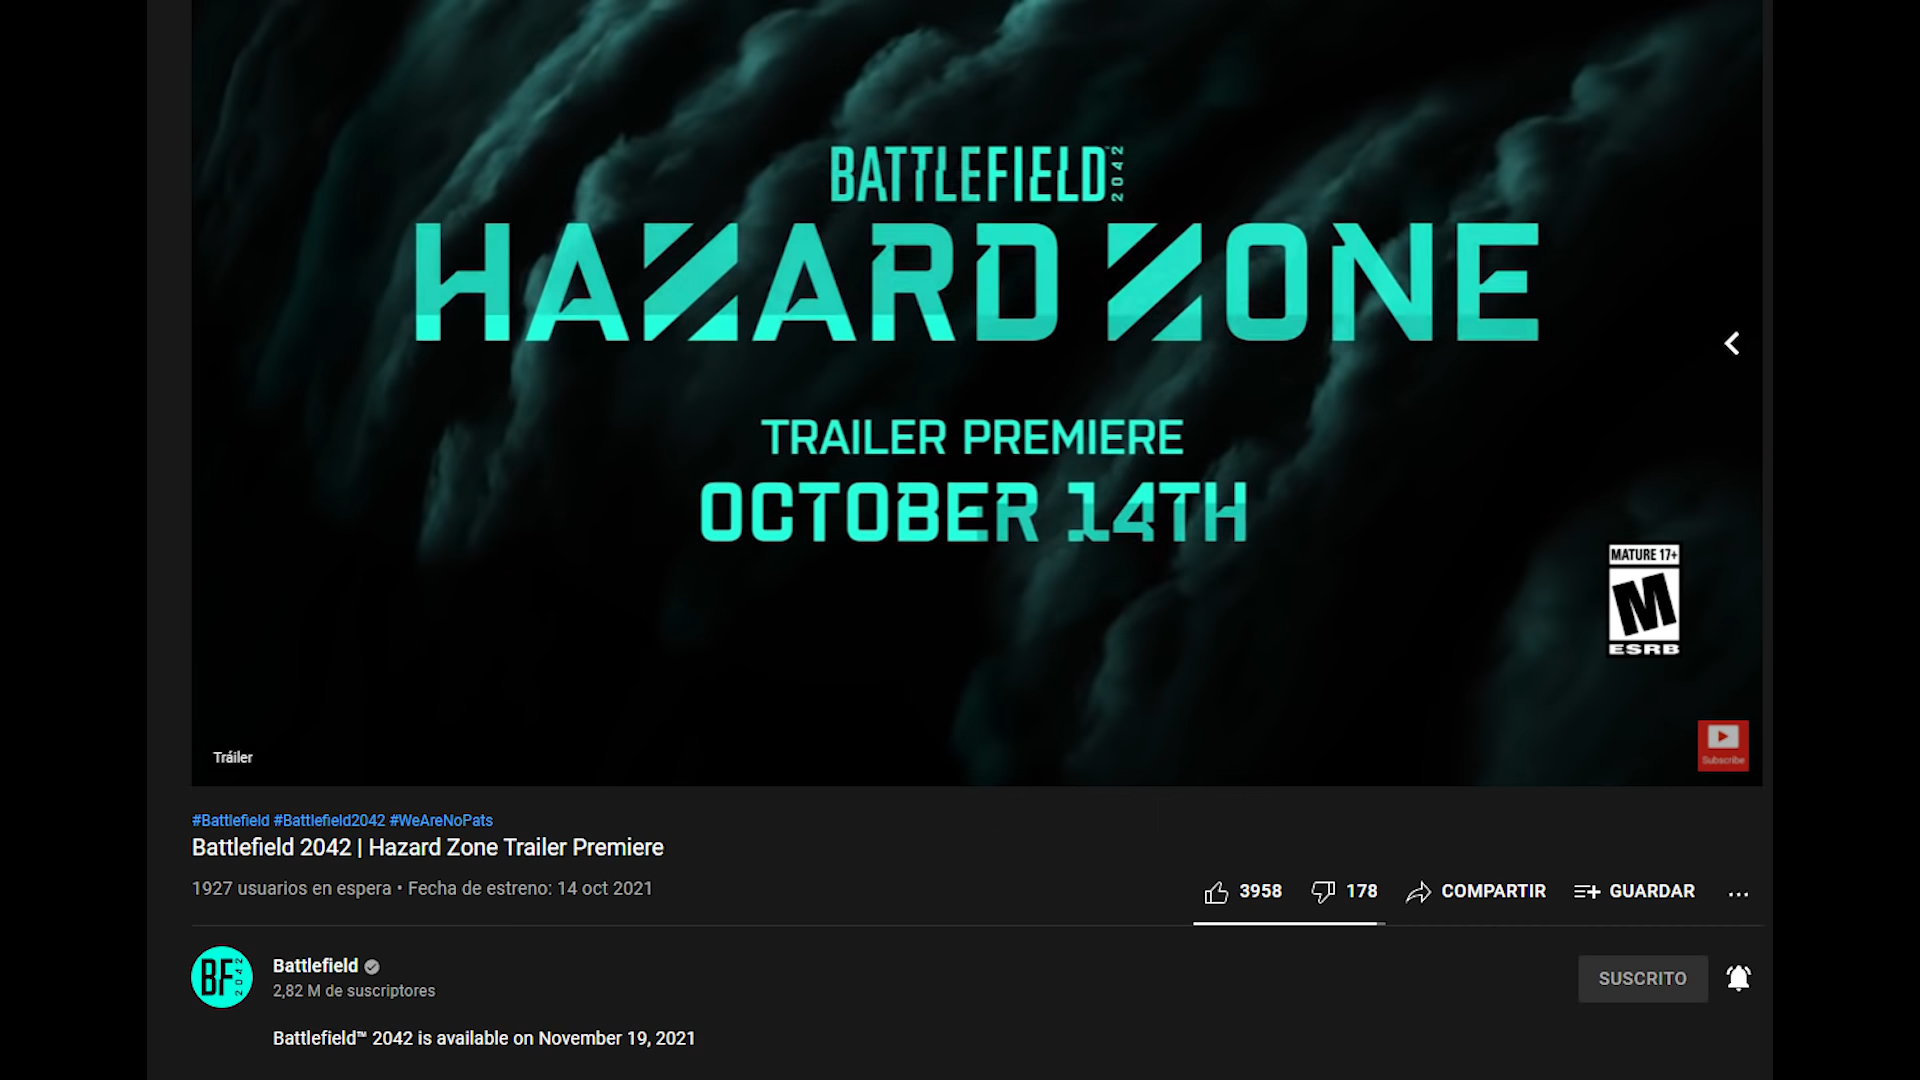 BATTLEFIELD™ 2042
HAZARD ZONE
TRAILER PREMIERE
OCTOBER 14TH
MATURE 17+
M
ESRB
Tráiler
Subscribe
#Battlefield #Battlefield2042 #WeAreNoPats
Battlefield 2042 | Hazard Zone Trailer Premiere
1927 usuarios en espera • Fecha de estreno: 14 oct 2021
3958 178 COMPARTIR GUARDAR ...
BF 2042
Battlefield
2,82 M de suscriptores
SUSCRITO
Battlefield™ 2042 is available on November 19, 2021